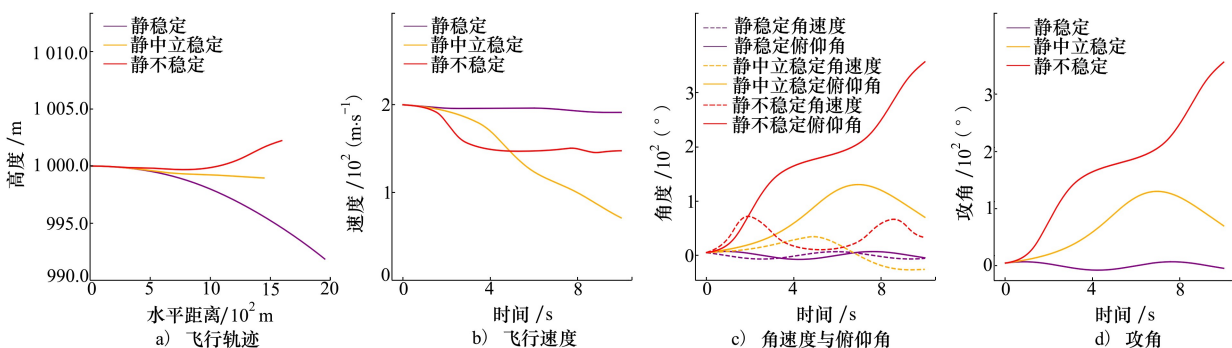 静稳定
静中立稳定
静不稳定
1 010.0
1 005.0
1 000.0
995.0
990.0
高度 /m
0
5
10
15
20
水平距离/10² m
a） 飞行轨迹
静稳定
静中立稳定
静不稳定
2
1
0
速度 /10² (m·s⁻¹)
0
4
8
时间 /s
b） 飞行速度
静稳定角速度
静稳定俯仰角
静中立稳定角速度
静中立稳定俯仰角
静不稳定角速度
静不稳定俯仰角
3
2
1
0
角度 /10²（°）
0
4
8
时间 /s
c） 角速度与俯仰角
静稳定
静中立稳定
静不稳定
3
2
1
0
攻角 /10²（°）
0
4
8
时间 /s
d） 攻角